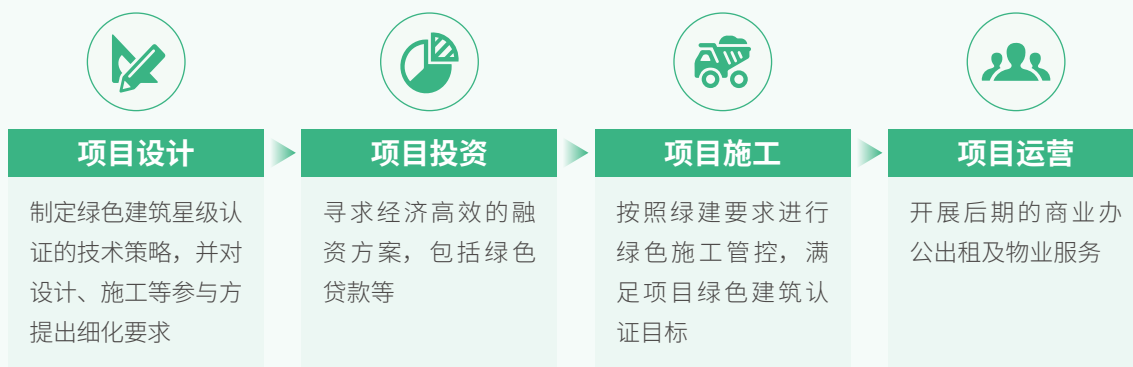 项目设计
制定绿色建筑星级认
证的技术策略，并对
设计、施工等参与方
提出细化要求
项目投资
寻求经济高效的融
资方案，包括绿色
贷款等
项目施工
按照绿建要求进行
绿色施工管控，满
足项目绿色建筑认
证目标
项目运营
开展后期的商业办
公出租及物业服务